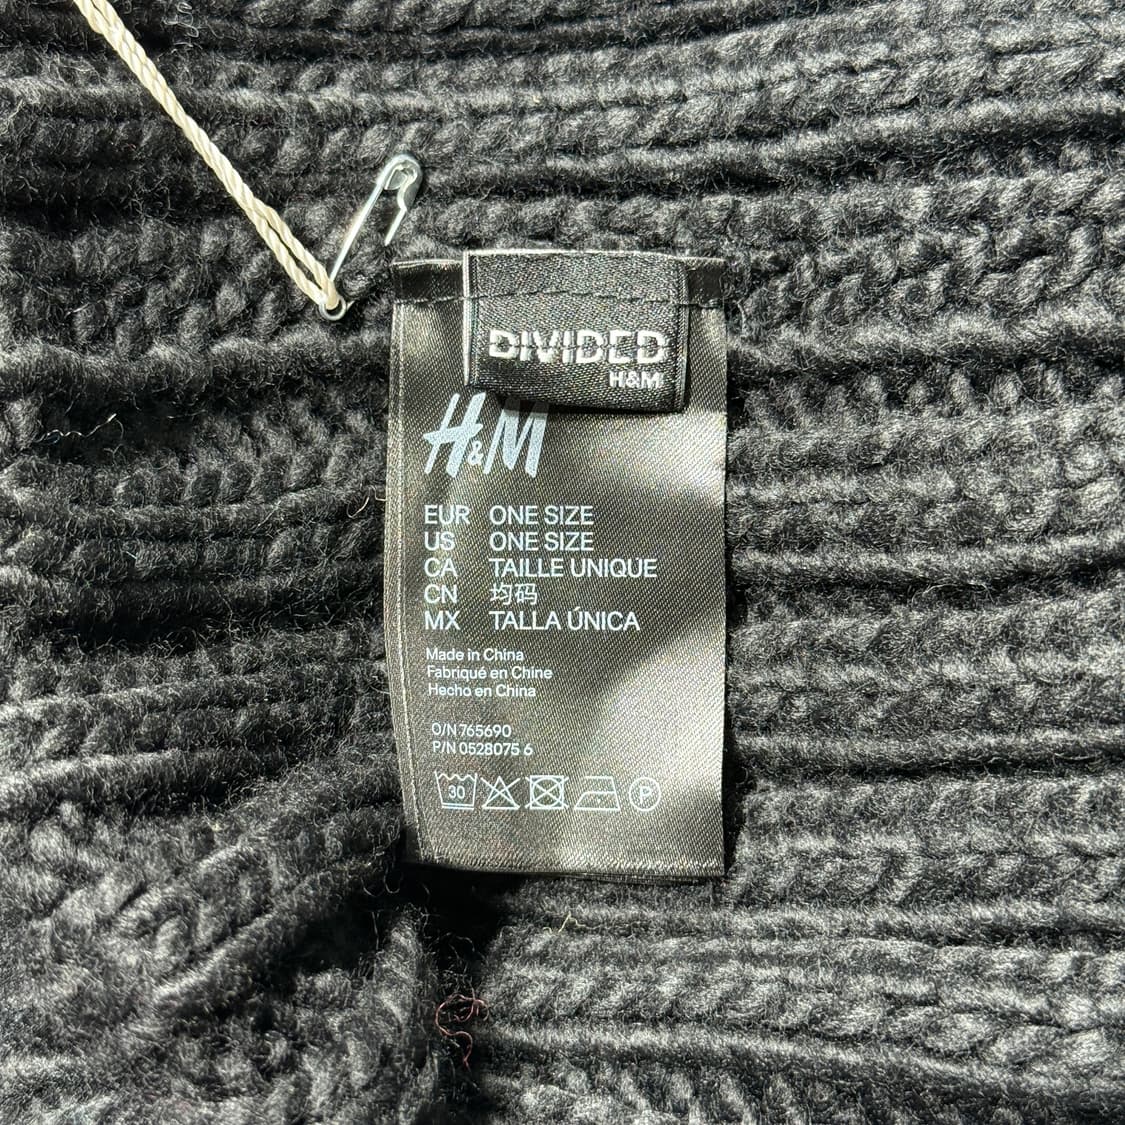 DIVIDED
H&M
H&M
EUR ONE SIZE
US ONE SIZE
CA TAILLE UNIQUE
CN 均码
MX TALLA ÚNICA
Made in China
Fabriqué en Chine
Hecho en China
O/N 765690
P/N 0528075 6
30 P